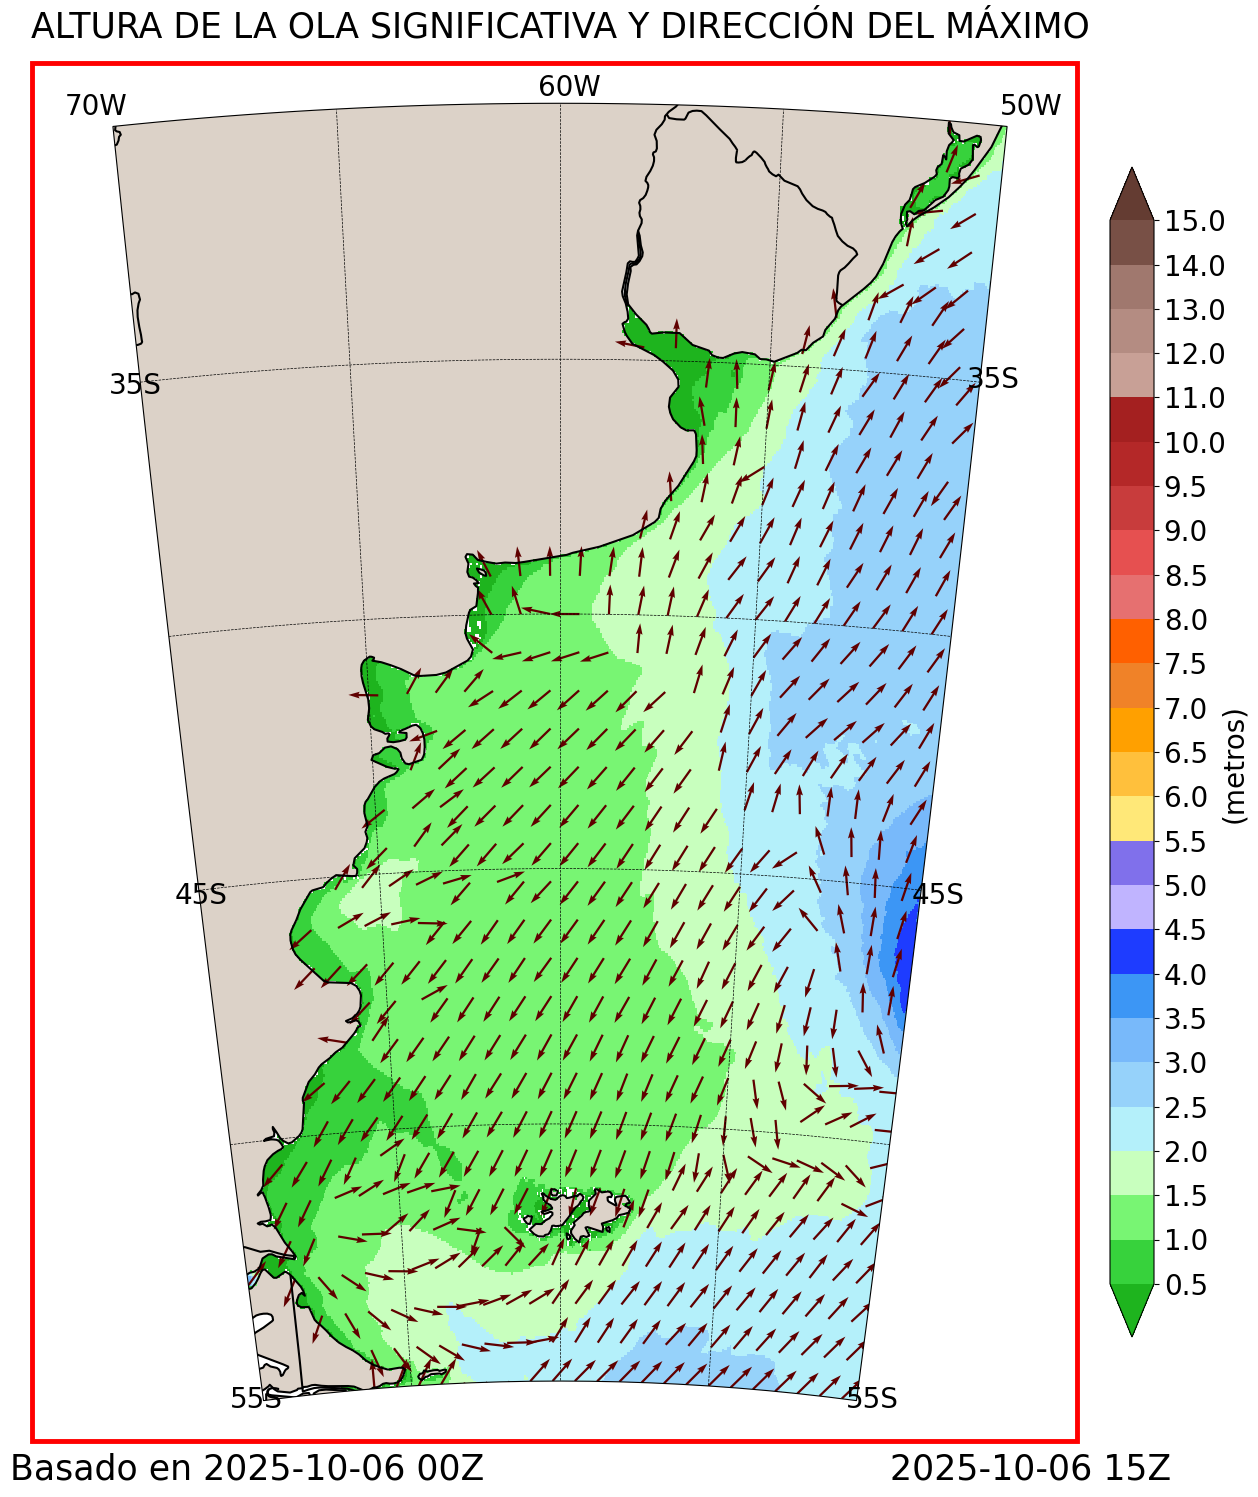 ALTURA DE LA OLA SIGNIFICATIVA Y DIRECCIÓN DEL MÁXIMO
70W
60W
50W
35S
35S
45S
45S
55S
55S
15.0
14.0
13.0
12.0
11.0
10.0
9.5
9.0
8.5
8.0
7.5
7.0
6.5
6.0
5.5
5.0
4.5
4.0
3.5
3.0
2.5
2.0
1.5
1.0
0.5
(metros)
Basado en 2025-10-06 00Z
2025-10-06 15Z